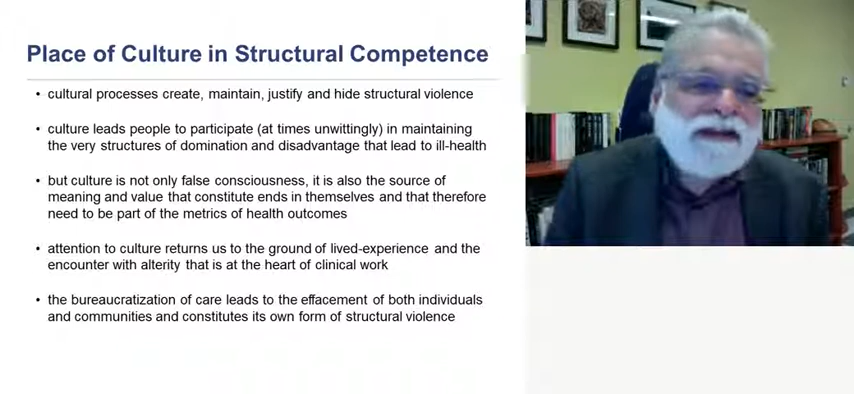 Place of Culture in Structural Competence
• cultural processes create, maintain, justify and hide structural violence
• culture leads people to participate (at times unwittingly) in maintaining
the very structures of domination and disadvantage that lead to ill-health
• but culture is not only false consciousness, it is also the source of
meaning and value that constitute ends in themselves and that therefore
need to be part of the metrics of health outcomes
• attention to culture returns us to the ground of lived-experience and the
encounter with alterity that is at the heart of clinical work
• the bureaucratization of care leads to the effacement of both individuals
and communities and constitutes its own form of structural violence